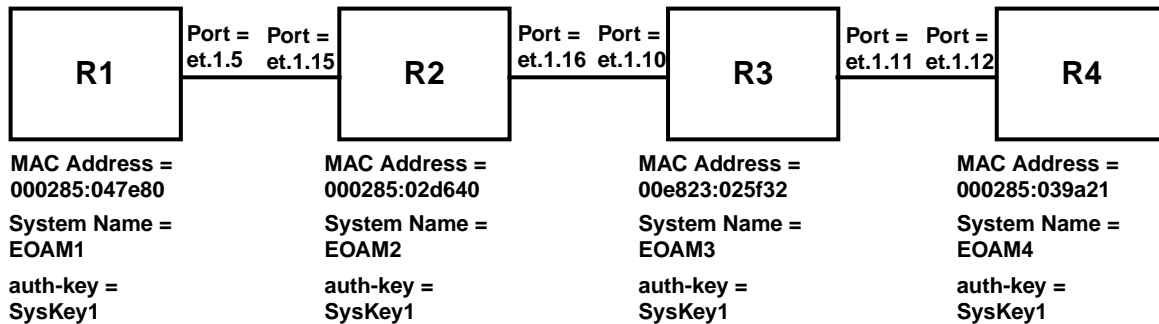 Port = Port = Port = Port = Port = Port =
et.1.5 et.1.15 et.1.16 et.1.10 et.1.11 et.1.12
R1 R2 R3 R4
MAC Address = MAC Address = MAC Address = MAC Address =
000285:047e80 000285:02d640 00e823:025f32 000285:039a21
System Name = System Name = System Name = System Name =
EOAM1 EOAM2 EOAM3 EOAM4
auth-key = auth-key = auth-key = auth-key =
SysKey1 SysKey1 SysKey1 SysKey1